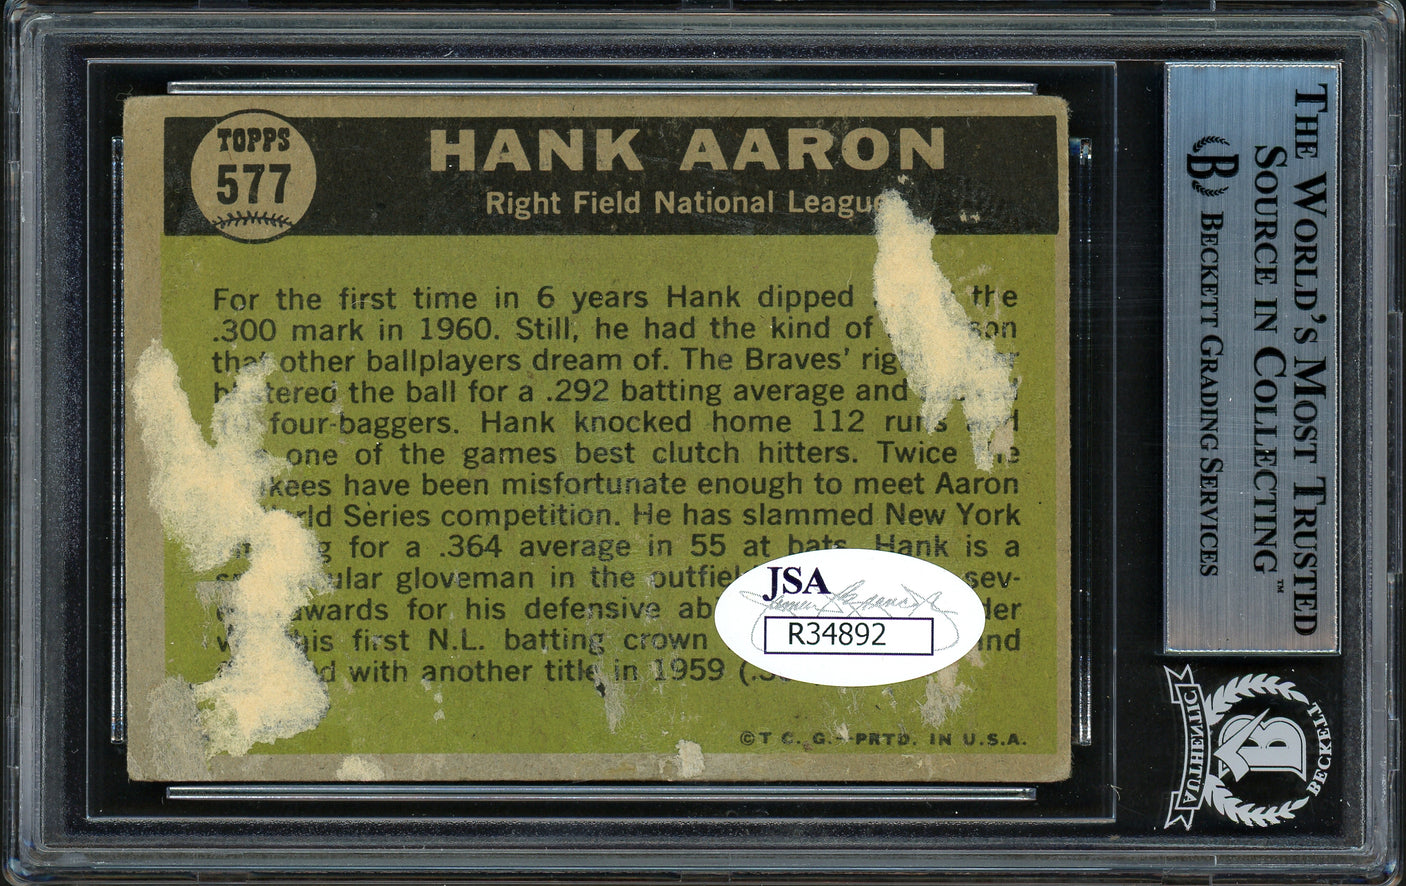 TOPPS
577
HANK AARON
Right Field National League
For the first time in 6 years Hank dipped the
.300 mark in 1960. Still, he had the kind of
that other ballplayers dream of. The Braves'
the ball for a .292 batting average and
four-baggers. Hank knocked home 112 runs and
one of the games best clutch hitters. Twice the
have been misfortunate enough to meet Aaron
Series competition. He has slammed New York
for a .364 average in 55 at bats. Hank is a
gloveman in the sev-
awards for his defensive
his first N.L. batting crown
with another title in 1959
©T.C.G.—PRTD. IN U.S.A.
JSA
R34892
THE WORLD'S MOST TRUSTED
SOURCE IN COLLECTING™
B BECKETT GRADING SERVICES
AUTHENTIC
B
BECKETT